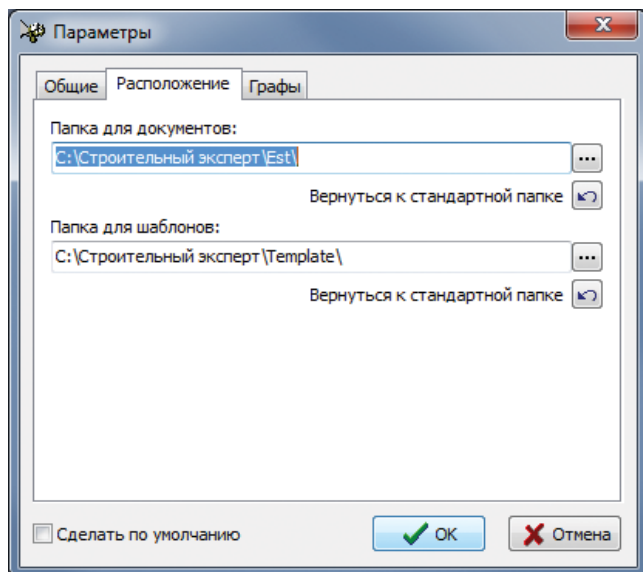 Параметры
Общие Расположение Графы
Папка для документов:
C:\Строительный эксперт\Est\
...
Вернуться к стандартной папке
Папка для шаблонов:
C:\Строительный эксперт\Template\
...
Вернуться к стандартной папке
Сделать по умолчанию
OK
Отмена